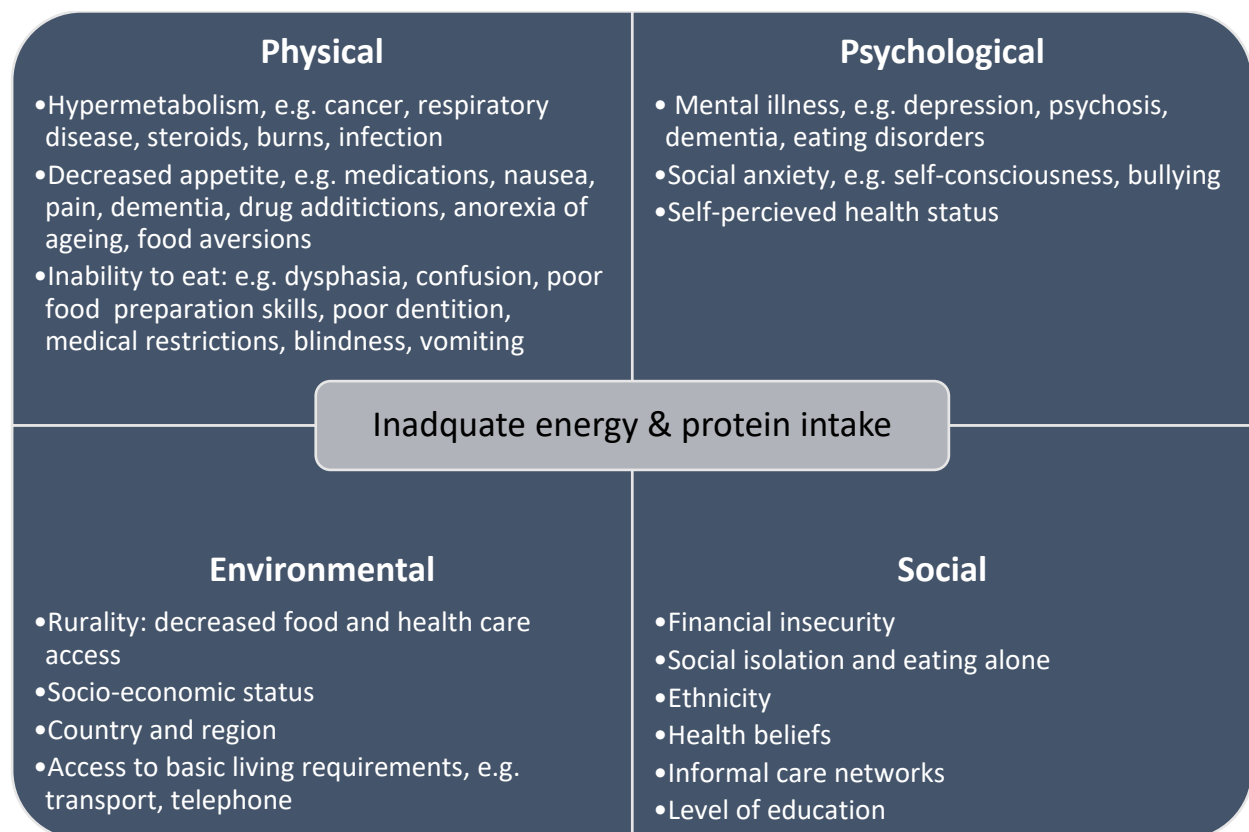 Physical
•Hypermetabolism, e.g. cancer, respiratory
disease, steroids, burns, infection
•Decreased appetite, e.g. medications, nausea,
pain, dementia, drug additictions, anorexia of
ageing, food aversions
•Inability to eat: e.g. dysphasia, confusion, poor
food  preparation skills, poor dentition,
medical restrictions, blindness, vomiting
Psychological
• Mental illness, e.g. depression, psychosis,
dementia, eating disorders
•Social anxiety, e.g. self-consciousness, bullying
•Self-percieved health status
Inadquate energy & protein intake
Environmental
•Rurality: decreased food and health care
access
•Socio-economic status
•Country and region
•Access to basic living requirements, e.g.
transport, telephone
Social
•Financial insecurity
•Social isolation and eating alone
•Ethnicity
•Health beliefs
•Informal care networks
•Level of education